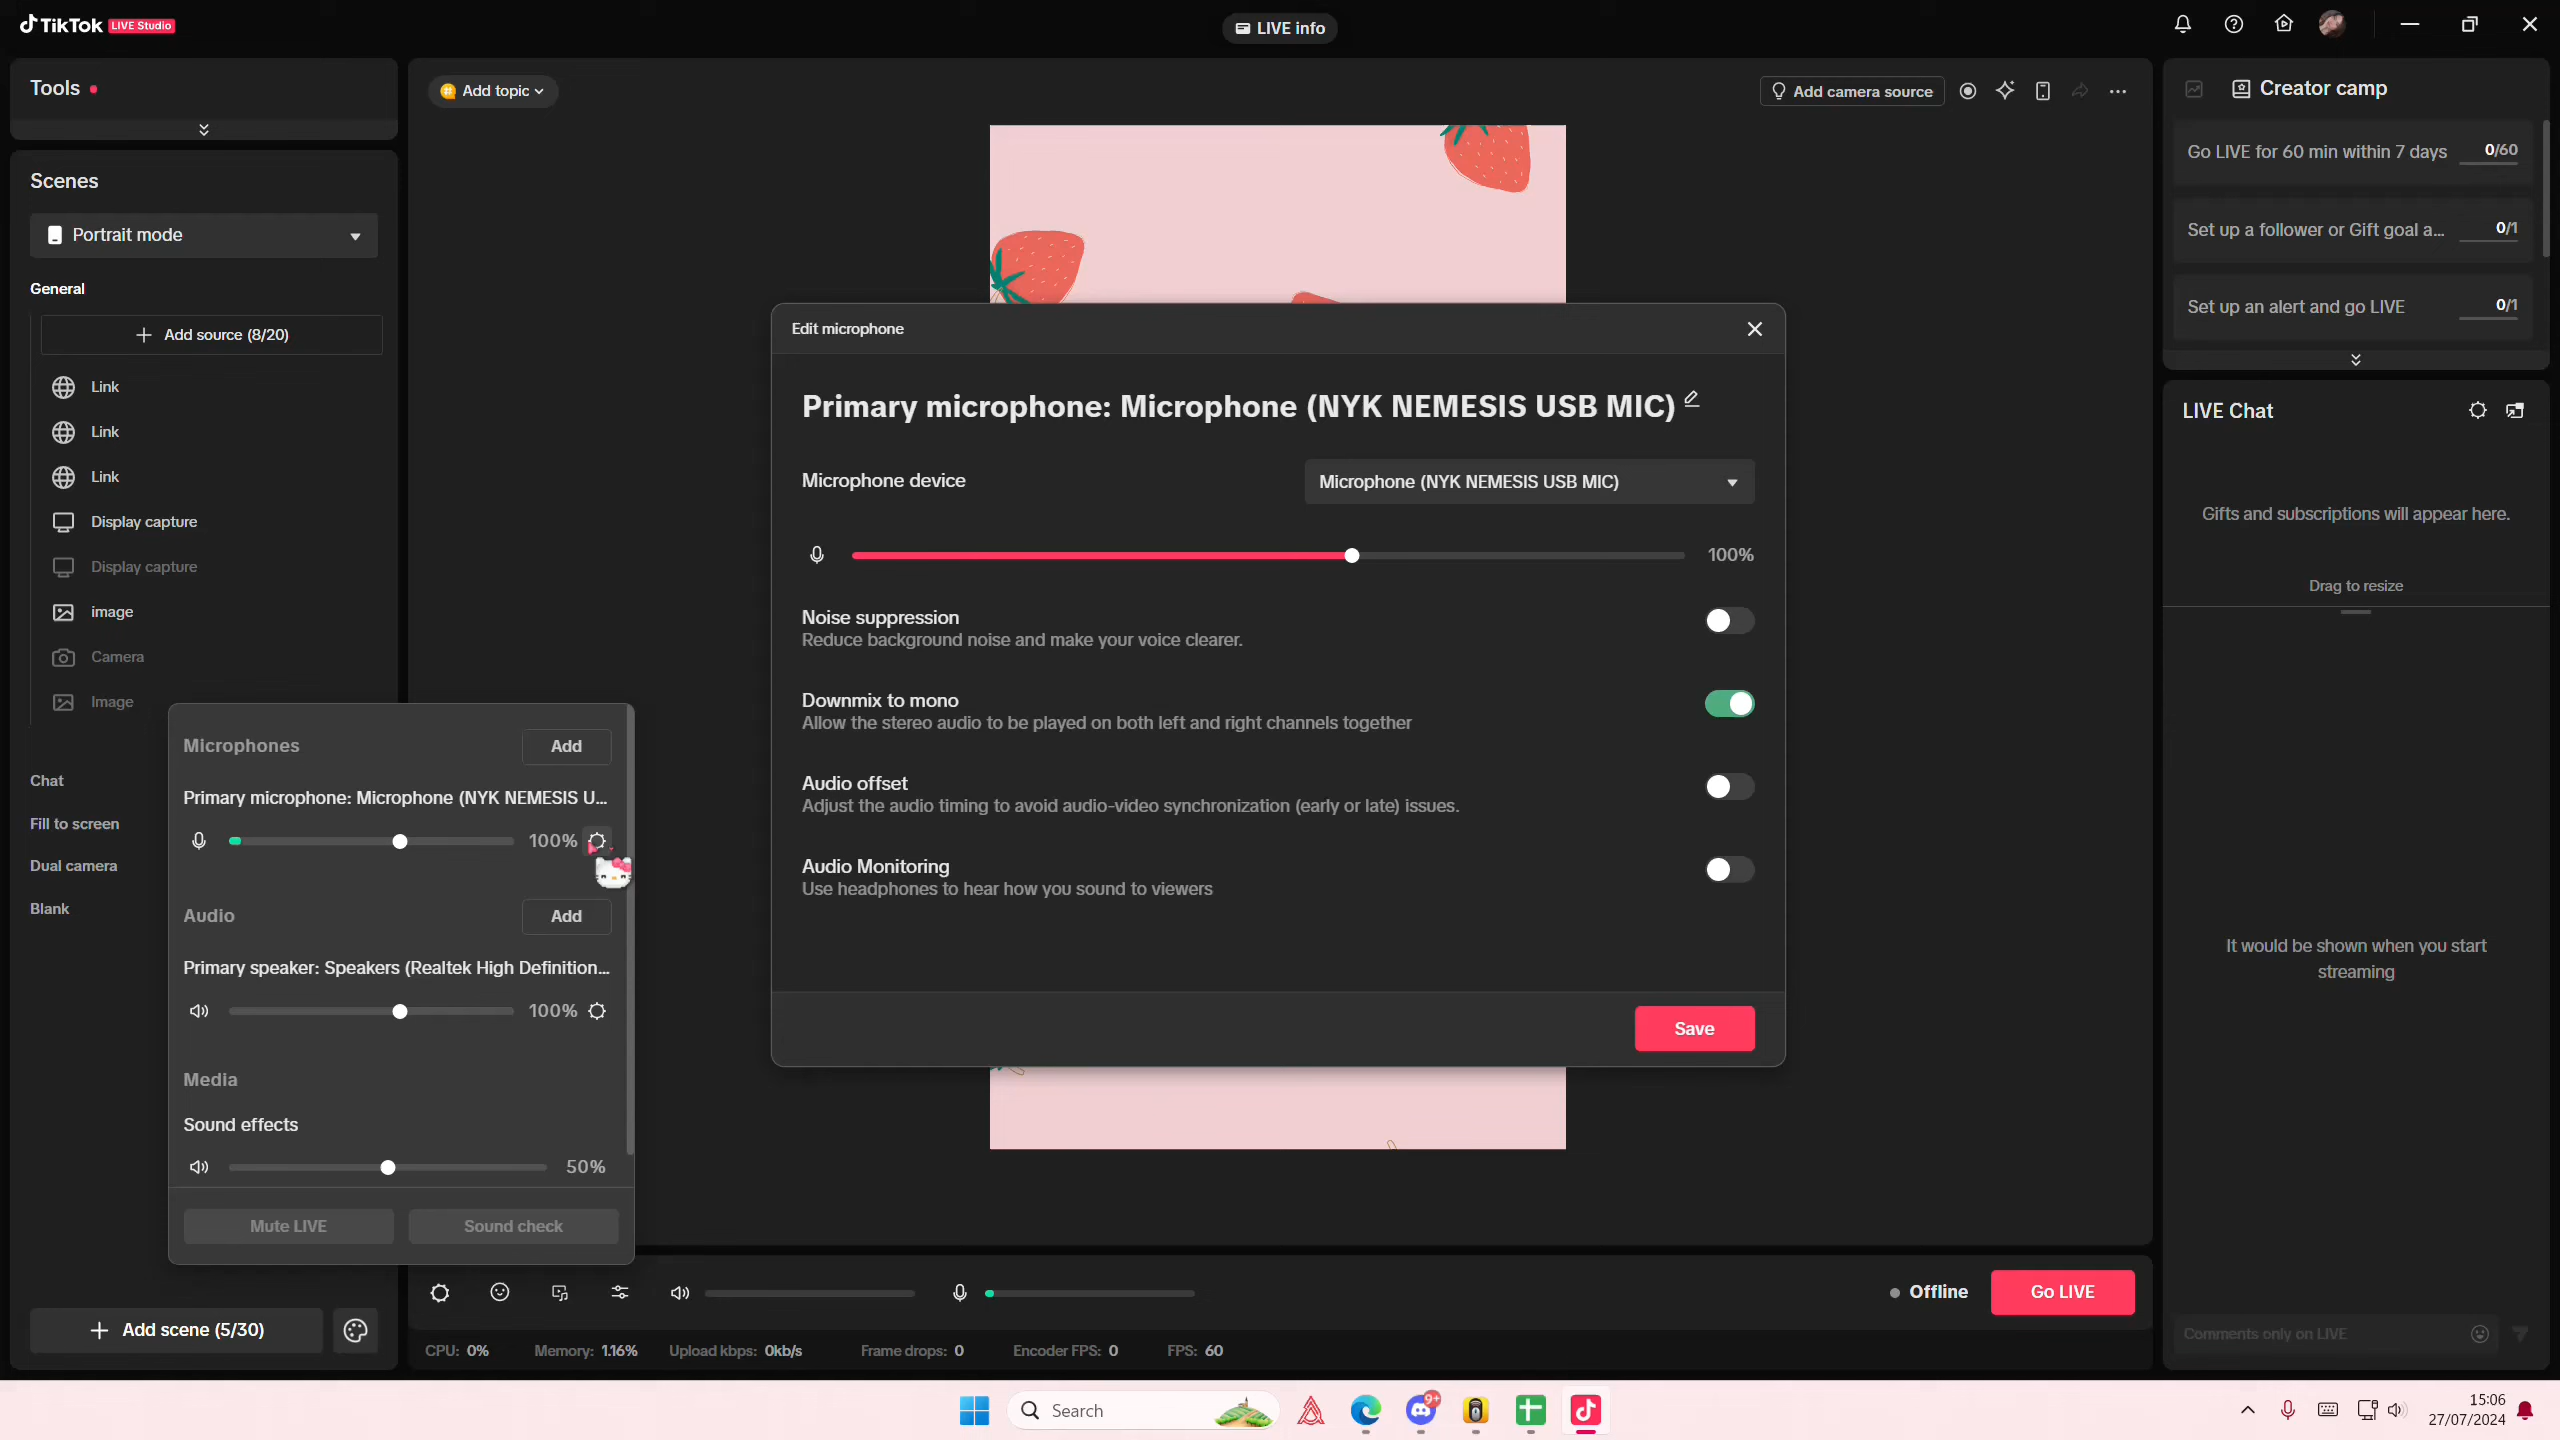 TikTok LIVE Studio
LIVE info
Tools
Scenes
Portrait mode
General
Add source (8/20)
Link
Link
Link
Display capture
Display capture
image
Camera
Image
Chat
Fill to screen
Dual camera
Blank
Add scene (5/30)
Microphones
Add
Primary microphone: Microphone (NYK NEMESIS U...
100%
Audio
Add
Primary speaker: Speakers (Realtek High Definition...
100%
Media
Sound effects
50%
Mute LIVE
Sound check
Add topic
Add camera source
Edit microphone
Primary microphone: Microphone (NYK NEMESIS USB MIC)
Microphone device
Microphone (NYK NEMESIS USB MIC)
100%
Noise suppression
Reduce background noise and make your voice clearer.
Downmix to mono
Allow the stereo audio to be played on both left and right channels together
Audio offset
Adjust the audio timing to avoid audio-video synchronization (early or late) issues.
Audio Monitoring
Use headphones to hear how you sound to viewers
Save
Offline
Go LIVE
CPU: 0%
Memory: 1.16%
Upload kbps: 0kb/s
Frame drops: 0
Encoder FPS: 0
FPS: 60
Creator camp
Go LIVE for 60 min within 7 days 0/60
Set up a follower or Gift goal a... 0/1
Set up an alert and go LIVE 0/1
LIVE Chat
Gifts and subscriptions will appear here.
Drag to resize
It would be shown when you start
streaming
Comments only on LIVE
Search
9+
15:06
27/07/2024